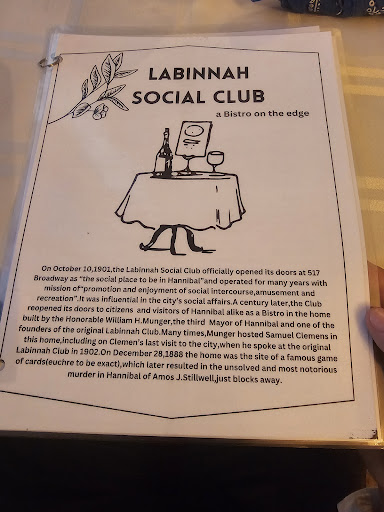 LABINNAH
SOCIAL CLUB
a Bistro on the edge
On October 10,1901,the Labinnah Social Club officially opened its doors at 517
Broadway as "the social place to be in Hannibal"and operated for many years with
mission of"promotion and enjoyment of social intercourse,amusement and
recreation".It was influential in the city's social affairs.A century later,the Club
reopened its doors to citizens and visitors of Hannibal alike as a Bistro in the home
built by the Honorable William H.Munger,the third Mayor of Hannibal and one of the
founders of the original Labinnah Club.Many times,Munger hosted Samuel Clemens in
this home,including on Clemen's last visit to the city,when he spoke at the original
Labinnah Club in 1902.On December 28,1888 the home was the site of a famous game
of cards(euchre to be exact),which later resulted in the unsolved and most notorious
murder in Hannibal of Amos J.Stillwell,just blocks away.